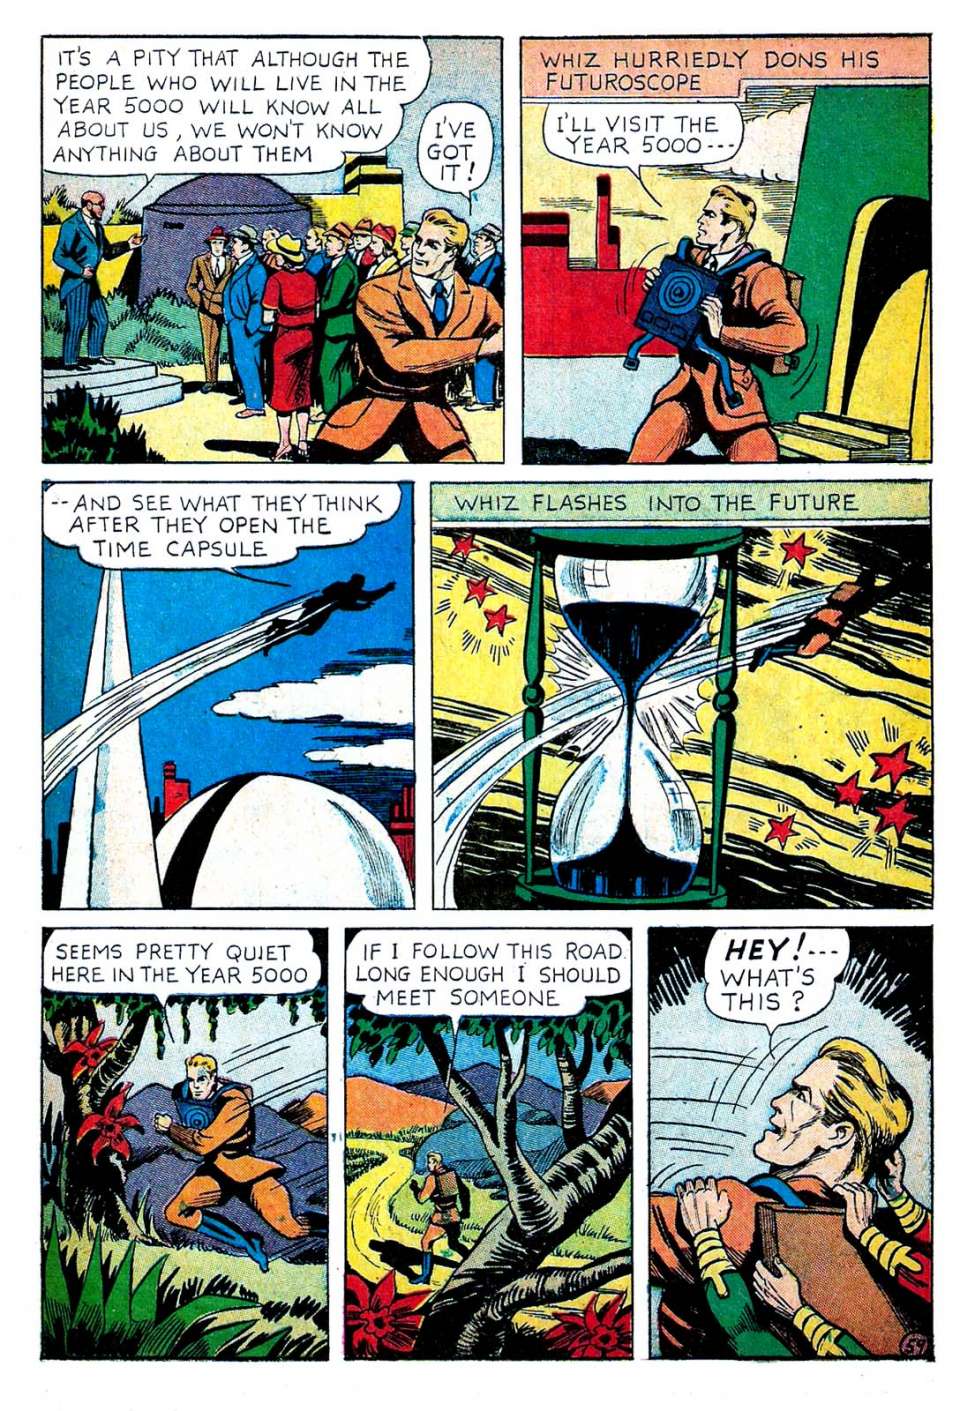 IT'S A PITY THAT ALTHOUGH THE
PEOPLE WHO WILL LIVE IN THE
YEAR 5000 WILL KNOW ALL
ABOUT US, WE WON'T KNOW
ANYTHING ABOUT THEM
I'VE
GOT
IT!
WHIZ HURRIEDLY DONS HIS
FUTUROSCOPE
I'LL VISIT THE
YEAR 5000---
--AND SEE WHAT THEY THINK
AFTER THEY OPEN THE
TIME CAPSULE
WHIZ FLASHES INTO THE FUTURE
SEEMS PRETTY QUIET
HERE IN THE YEAR 5000
IF I FOLLOW THIS ROAD
LONG ENOUGH I SHOULD
MEET SOMEONE
HEY!---
WHAT'S
THIS?
59